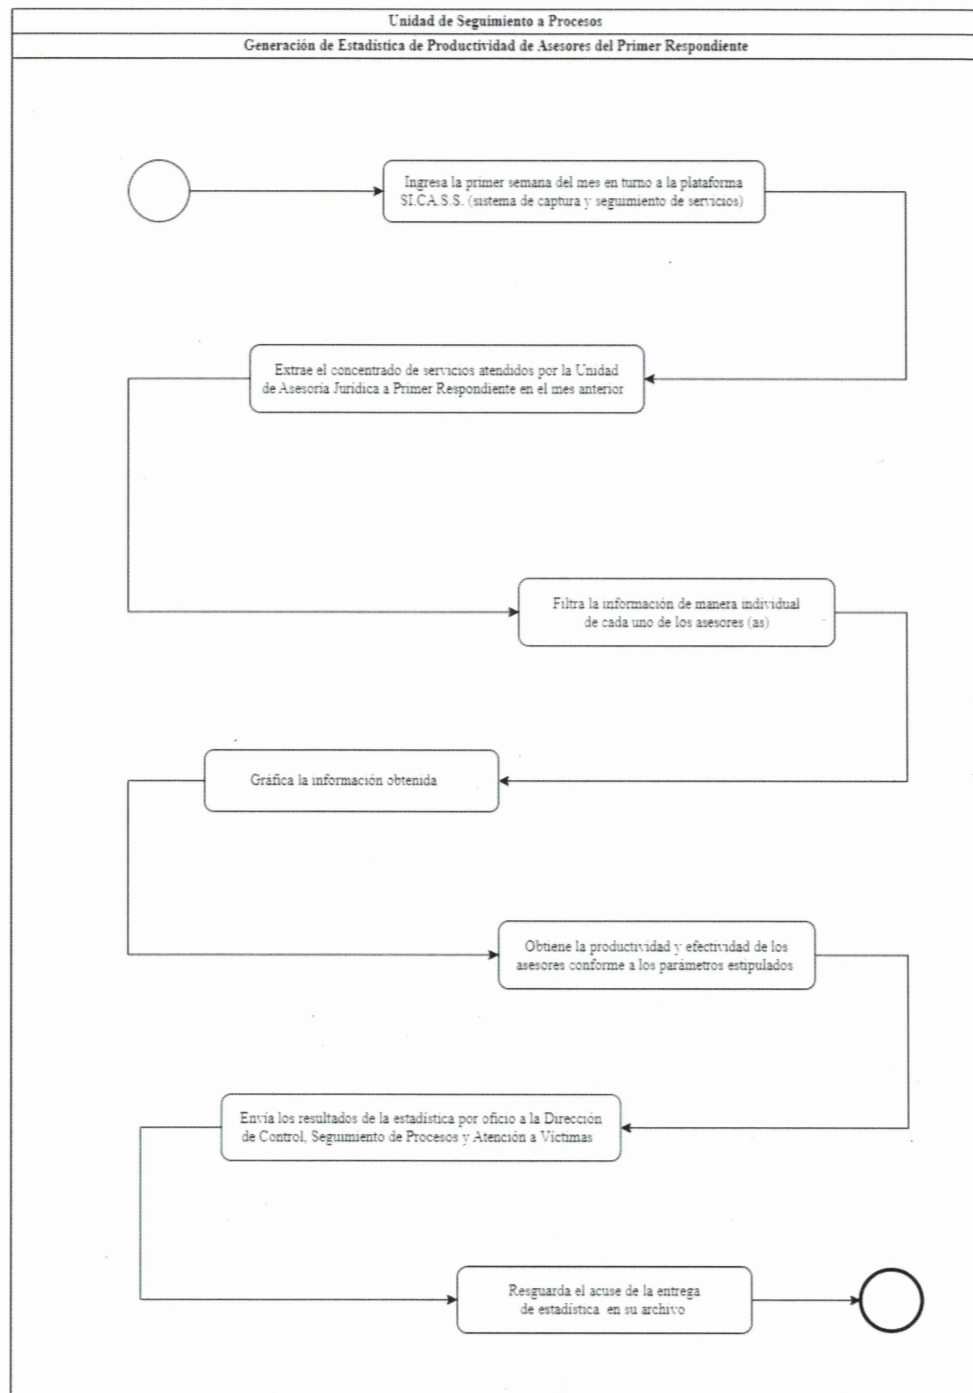 Unidad de Seguimiento a Procesos
Generación de Estadística de Productividad de Asesores del Primer Respondiente
Ingresa la primer semana del mes en turno a la plataforma
SI.CA.S.S. (sistema de captura y seguimiento de servicios)
Extrae el concentrado de servicios atendidos por la Unidad
de Asesoría Jurídica a Primer Respondiente en el mes anterior
Filtra la información de manera individual
de cada uno de los asesores (as)
Gráfica la información obtenida
Obtiene la productividad y efectividad de los
asesores conforme a los parámetros estipulados
Envía los resultados de la estadística por oficio a la Dirección
de Control, Seguimiento de Procesos y Atención a Víctimas
Resguarda el acuse de la entrega
de estadística en su archivo